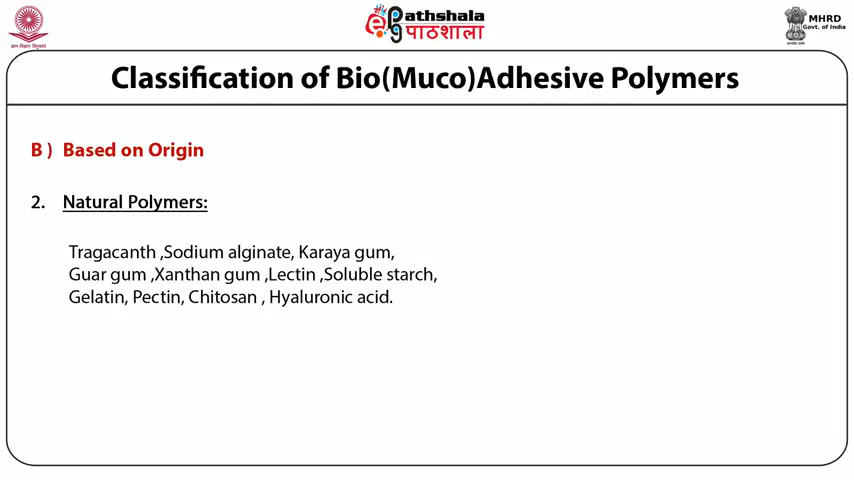 ePathshala
पाठशाला
MHRD
Govt. of India
Classification of Bio(Muco)Adhesive Polymers
B ) Based on Origin
2. Natural Polymers:
Tragacanth ,Sodium alginate, Karaya gum,
Guar gum ,Xanthan gum ,Lectin ,Soluble starch,
Gelatin, Pectin, Chitosan , Hyaluronic acid.